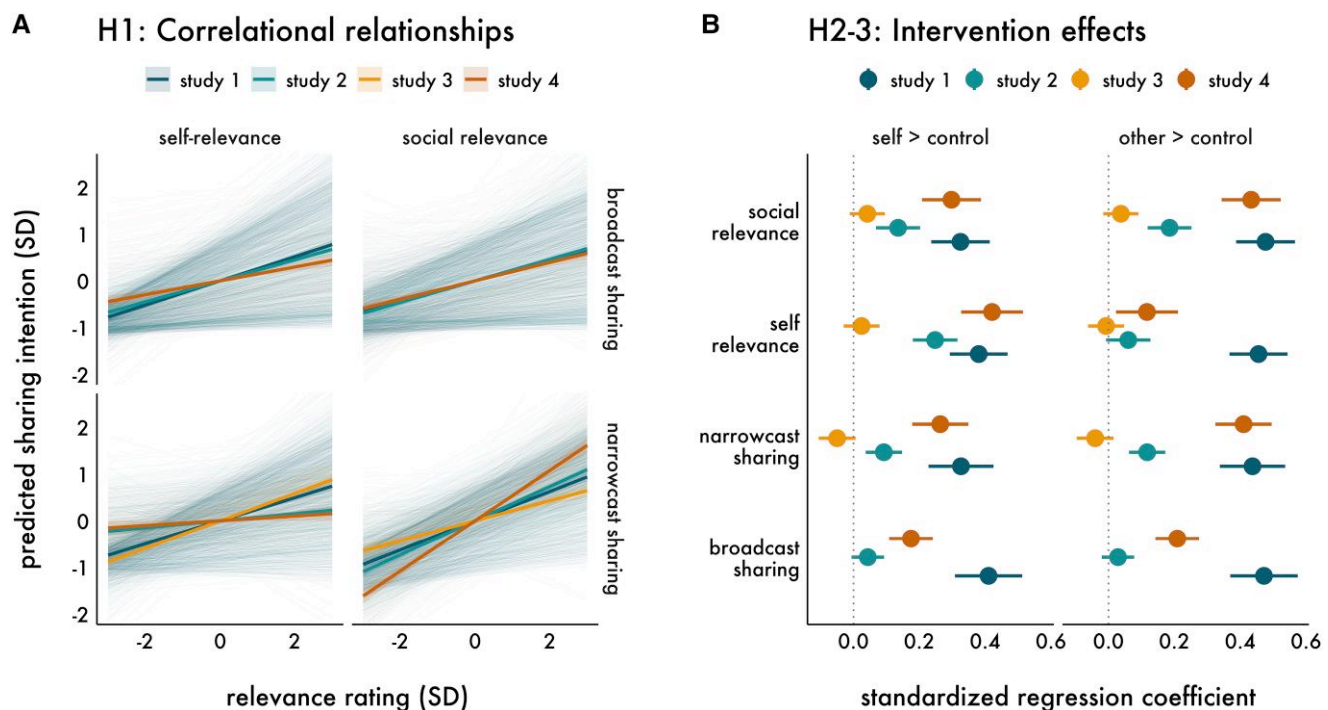 A H1: Correlational relationships
study 1 study 2 study 3 study 4
self-relevance social relevance
predicted sharing intention (SD)
2
1
0
-1
-2
broadcast sharing
2
1
0
-1
-2
narrowcast sharing
-2 0 2 -2 0 2
relevance rating (SD)
B H2-3: Intervention effects
study 1 study 2 study 3 study 4
self > control other > control
social
relevance
self
relevance
narrowcast
sharing
broadcast
sharing
0.0 0.2 0.4 0.6 0.0 0.2 0.4 0.6
standardized regression coefficient